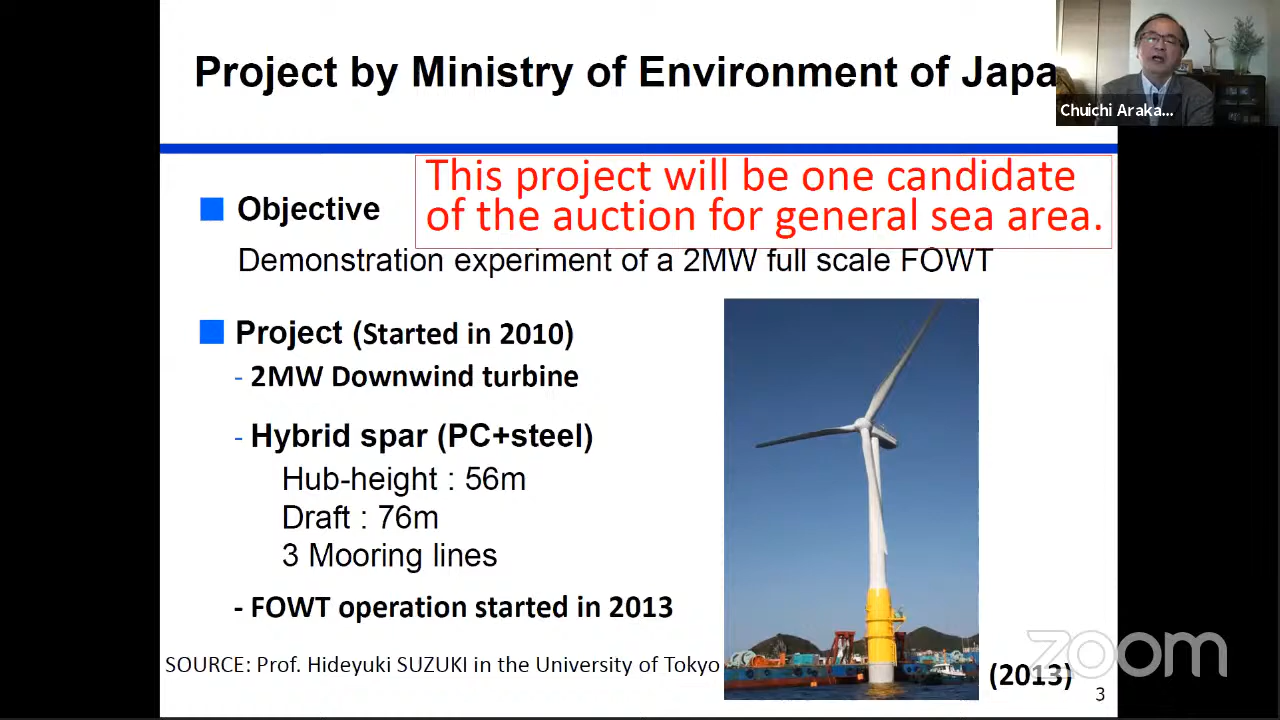 Project by Ministry of Environment of Japa
Chuichi Araka...
This project will be one candidate
of the auction for general sea area.
Objective
Demonstration experiment of a 2MW full scale FOWT
Project (Started in 2010)
- 2MW Downwind turbine
- Hybrid spar (PC+steel)
Hub-height : 56m
Draft : 76m
3 Mooring lines
- FOWT operation started in 2013
SOURCE: Prof. Hideyuki SUZUKI in the University of Tokyo
(2013)
zoom
3